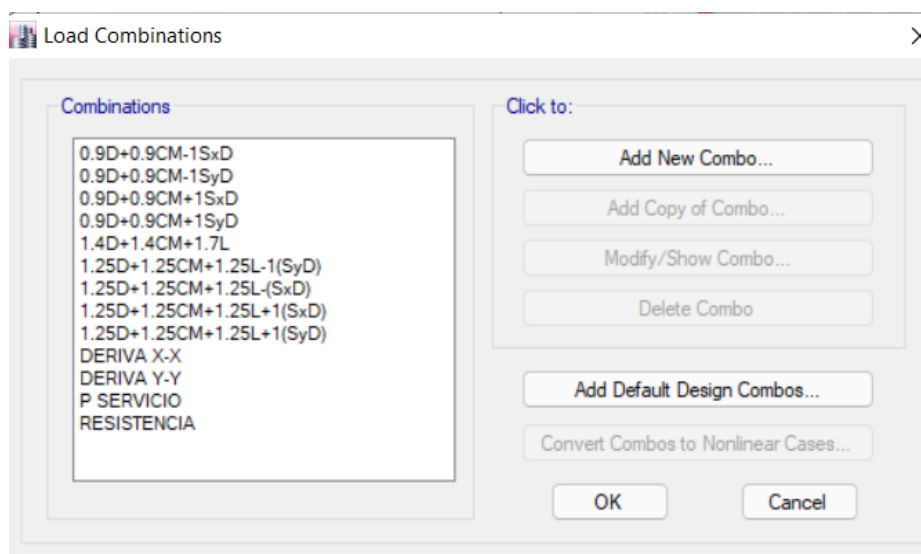 Load Combinations
Combinations
0.9D+0.9CM-1SxD
0.9D+0.9CM-1SyD
0.9D+0.9CM+1SxD
0.9D+0.9CM+1SyD
1.4D+1.4CM+1.7L
1.25D+1.25CM+1.25L-1(SyD)
1.25D+1.25CM+1.25L-(SxD)
1.25D+1.25CM+1.25L+1(SxD)
1.25D+1.25CM+1.25L+1(SyD)
DERIVA X-X
DERIVA Y-Y
P SERVICIO
RESISTENCIA
Click to:
Add New Combo...
Add Copy of Combo...
Modify/Show Combo...
Delete Combo
Add Default Design Combos...
Convert Combos to Nonlinear Cases...
OK
Cancel